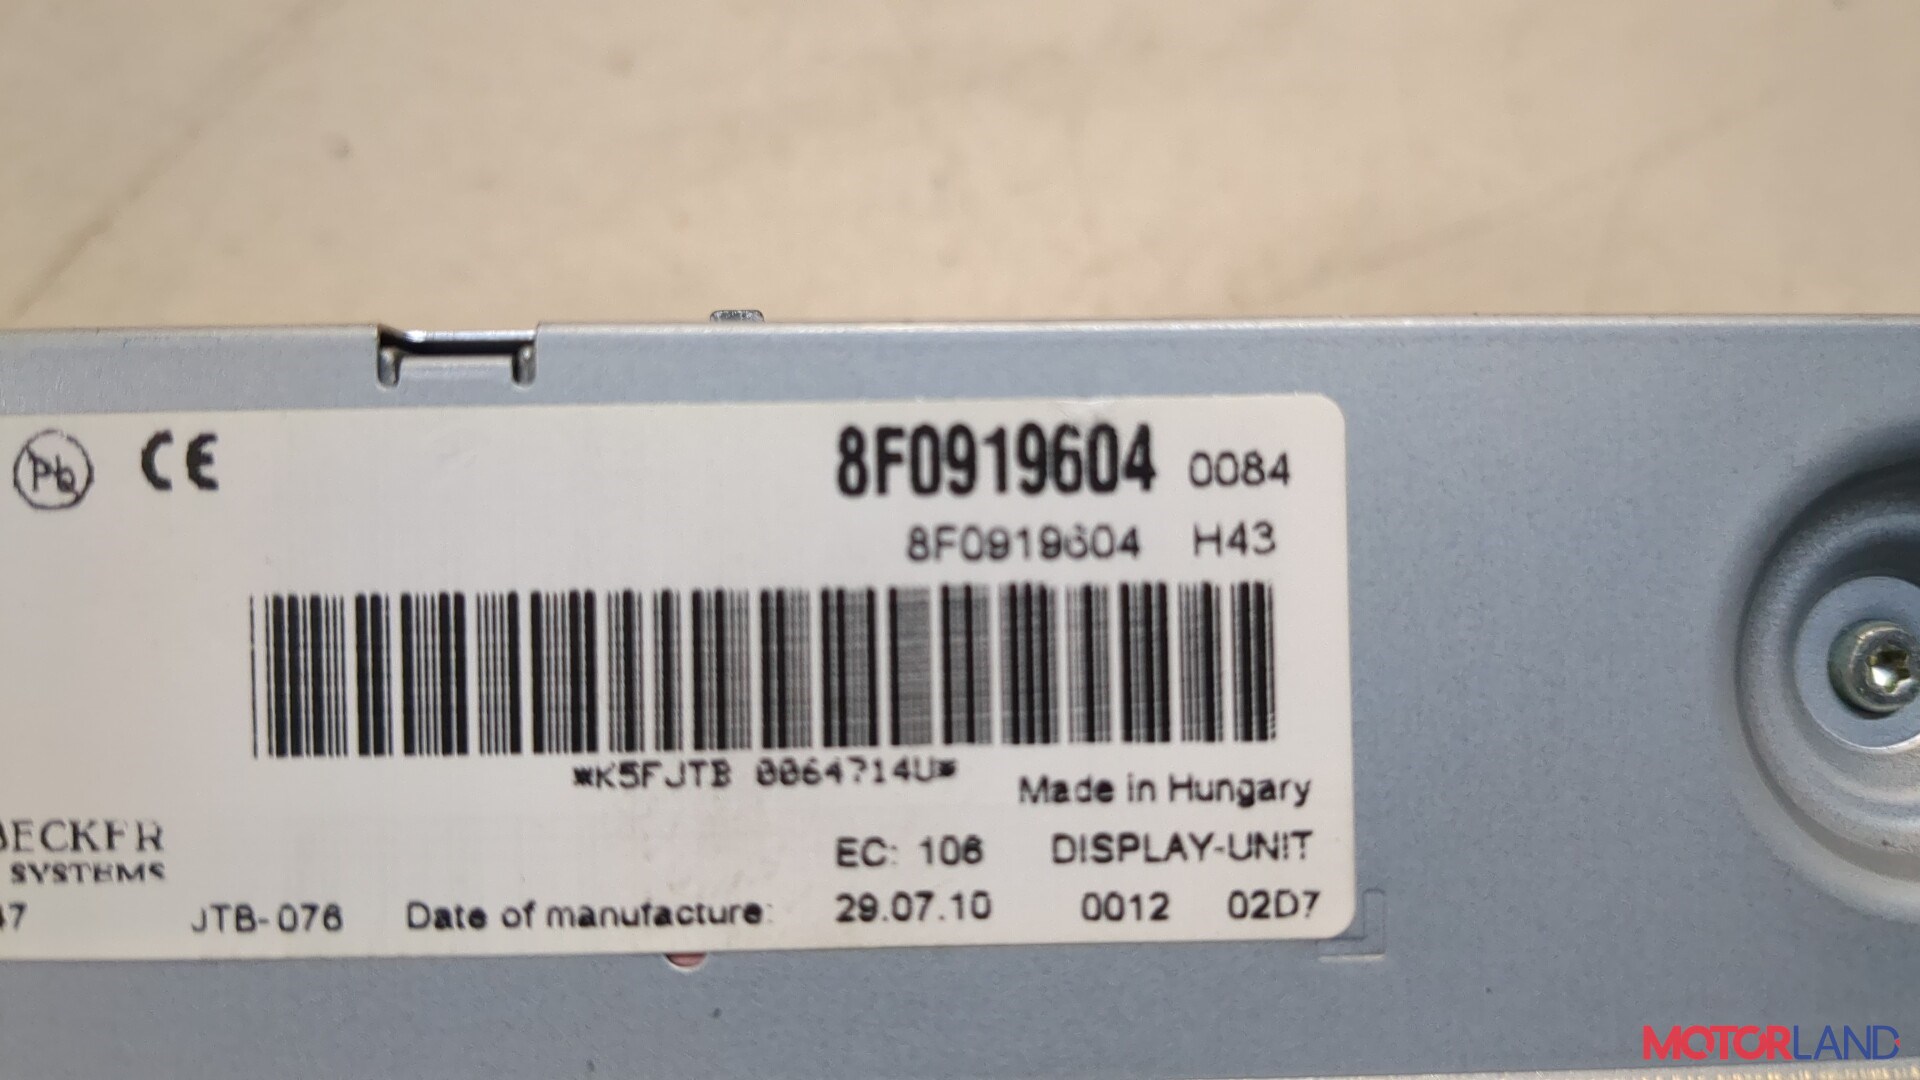 Pb CE
8F0919604 0084
8F0919604 H43
*K5FJTB 0064714U*
Made in Hungary
BECKER
SYSTEMS
EC: 106 DISPLAY-UNIT
47 JTB-076 Date of manufacture: 29.07.10 0012 02D7
MOTORLAND